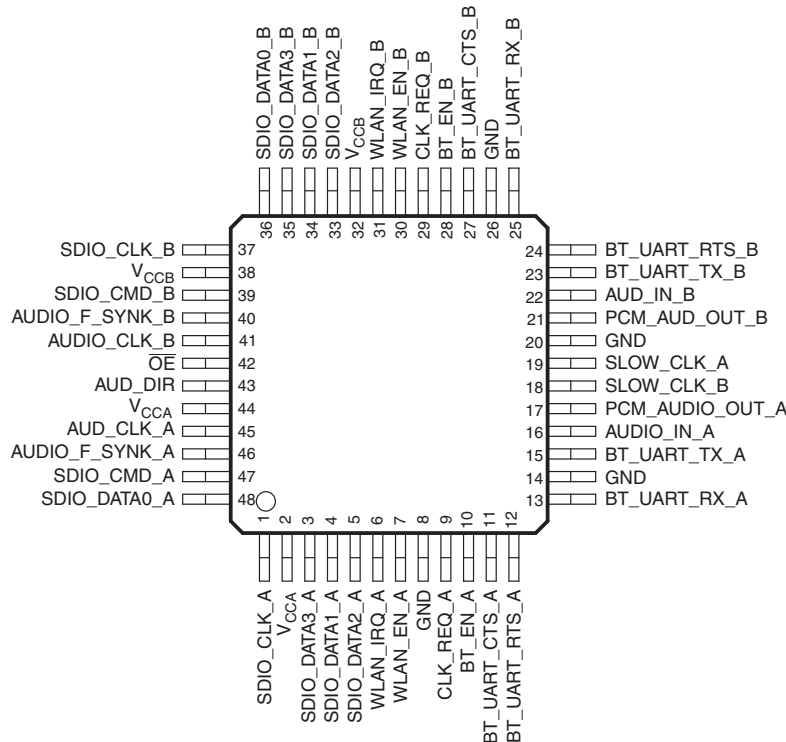 SDIO_DATA0_B
SDIO_DATA3_B
SDIO_DATA1_B
SDIO_DATA2_B
VCCB
WLAN_IRQ_B
WLAN_EN_B
CLK_REQ_B
BT_EN_B
BT_UART_CTS_B
GND
BT_UART_RX_B
36 35 34 33 32 31 30 29 28 27 26 25
SDIO_CLK_B 37
VCCB 38
SDIO_CMD_B 39
AUDIO_F_SYNK_B 40
AUDIO_CLK_B 41
OE 42
AUD_DIR 43
VCCA 44
AUD_CLK_A 45
AUDIO_F_SYNK_A 46
SDIO_CMD_A 47
SDIO_DATA0_A 48
24 BT_UART_RTS_B
23 BT_UART_TX_B
22 AUD_IN_B
21 PCM_AUD_OUT_B
20 GND
19 SLOW_CLK_A
18 SLOW_CLK_B
17 PCM_AUDIO_OUT_A
16 AUDIO_IN_A
15 BT_UART_TX_A
14 GND
13 BT_UART_RX_A
1 2 3 4 5 6 7 8 9 10 11 12
SDIO_CLK_A
VCCA
SDIO_DATA3_A
SDIO_DATA1_A
SDIO_DATA2_A
WLAN_IRQ_A
WLAN_EN_A
GND
CLK_REQ_A
BT_EN_A
BT_UART_CTS_A
BT_UART_RTS_A